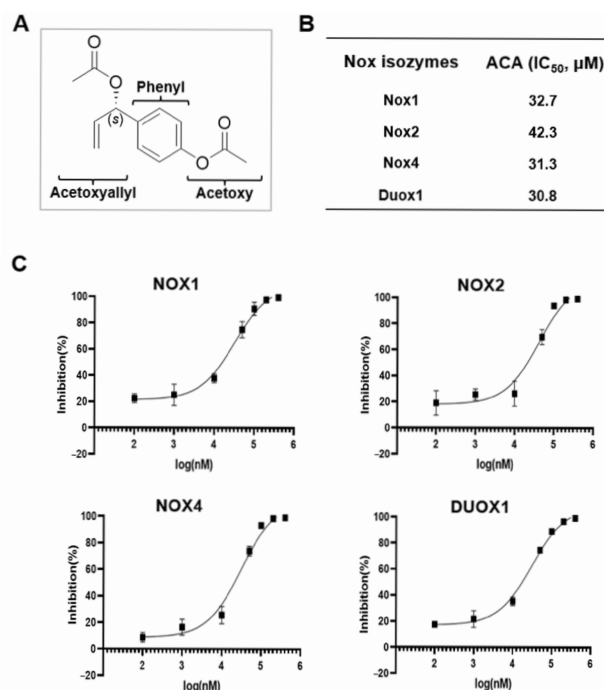 A
O
O
(s)
Phenyl
O
O
Acetoxyallyl
Acetoxy
B
Nox isozymes ACA (IC50, µM)
Nox1 32.7
Nox2 42.3
Nox4 31.3
Duox1 30.8
C
NOX1
Inhibition(%)
100
80
60
40
20
0
−20
2 3 4 5 6
log(nM)
NOX2
Inhibition(%)
100
80
60
40
20
0
−20
2 3 4 5 6
log(nM)
NOX4
Inhibition(%)
100
80
60
40
20
0
−20
2 3 4 5 6
log(nM)
DUOX1
Inhibition(%)
100
80
60
40
20
0
−20
2 3 4 5 6
log(nM)